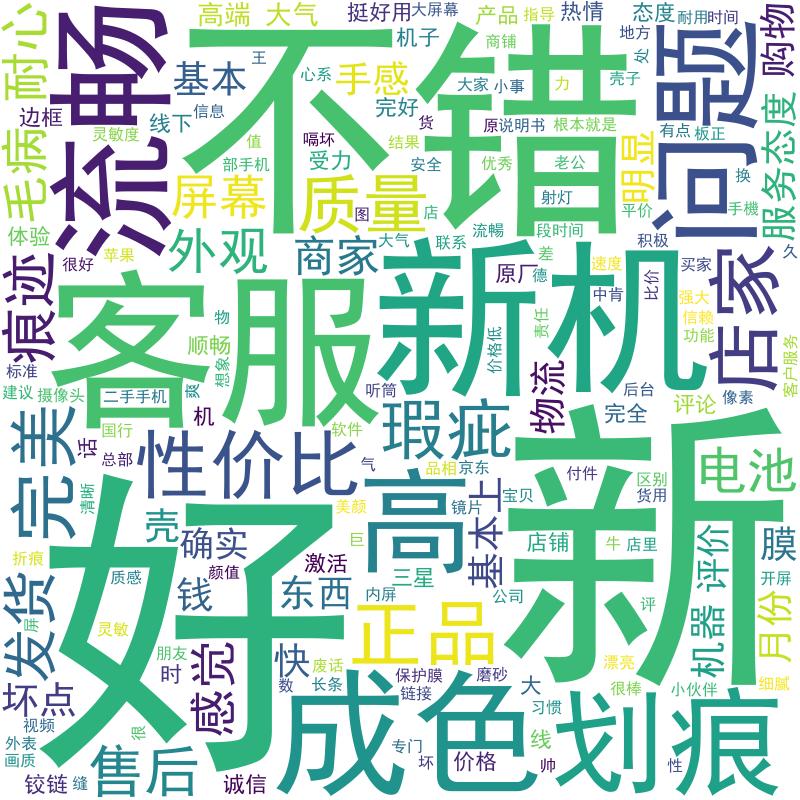 不错
流畅
问题
新
好
客服
新机
成色
划痕
高
性价比
店家
瑕疵
质量
屏幕
外观
商家
完美
痕迹
毛病
耐心
服务态度
购物
电池
膜
月份
机器
评价
正品
感觉
发货
坏点
售后
物流
基本上
基本
手感
明显
确实
东西
钱
快
壳
高端
大气
挺好用
机子
产品
热情
态度
大屏幕
商铺
指导
耐用
时间
地方
处
壳子
王
心系
大家
小事
力
边框
线下
信息
完好
货
原
说明书
根本就是
有点
板正
灵敏度
值
嗝坏
结果
部手机
受力
安全
优秀
老公
换
手機
射灯
平价
图
店
体验
很好
苹果
大气
联系
流暢
段时间
差
积极
久
原厂
德
速度
中肯
比价
买家
强大
信赖
功能
标准
建议
摄像头
二手手机
物
顺畅
想象
爽
价格低
责任
客户服务
听筒
后台
像素
完全
评论
话
机
国行
总部
软件
气
品相
京东
付件
区别
货用
清晰
美颜
镜片
宝贝
激活
颜值
巨
三星
店铺
牛
店里
开屏
折痕
质感
屏
灵敏
内屏
公司
评
朋友
时
废话
数
长条
保护膜
链接
磨砂
大
漂亮
很棒
小伙伴
细腻
习惯
视频
外表
画质
很
线
专门
坏
价格
帅
性
铰链
缝
诚信